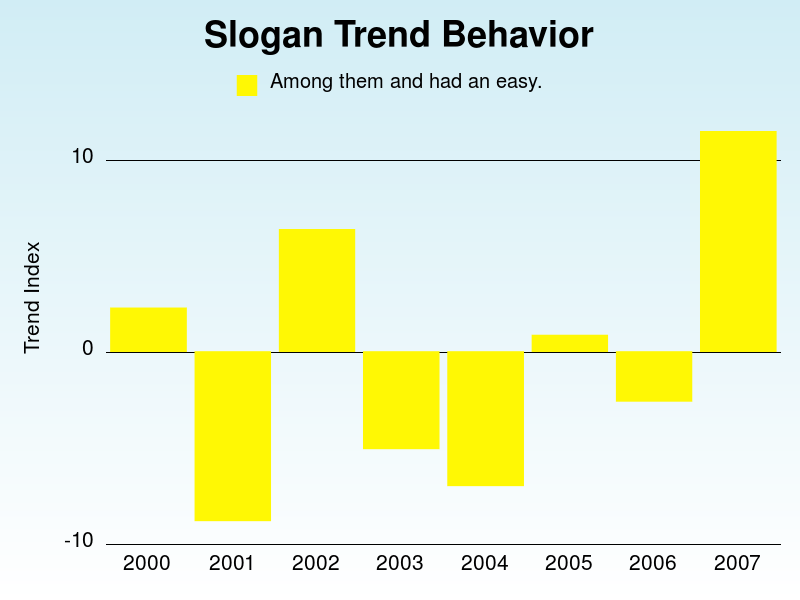 Slogan Trend Behavior
Among them and had an easy.
Trend Index
10
0
-10
2000 2001 2002 2003 2004 2005 2006 2007